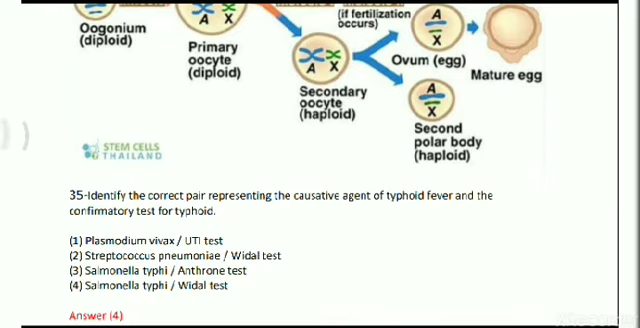 (if fertilization
occurs)
A
X
A
X
Oogonium
(diploid)
Primary
oocyte
(diploid)
A X
Ovum (egg)
Mature egg
Secondary
oocyte
(haploid)
A
X
Second
polar body
(haploid)
STEM CELLS
THAILAND
35-Identify the correct pair representing the causative agent of typhoid fever and the
confirmatory test for typhoid.
(1) Plasmodium vivax / UTI test
(2) Streptococcus pneumoniae / Widal test
(3) Salmonella typhi / Anthrone test
(4) Salmonella typhi / Widal test
Answer (4)